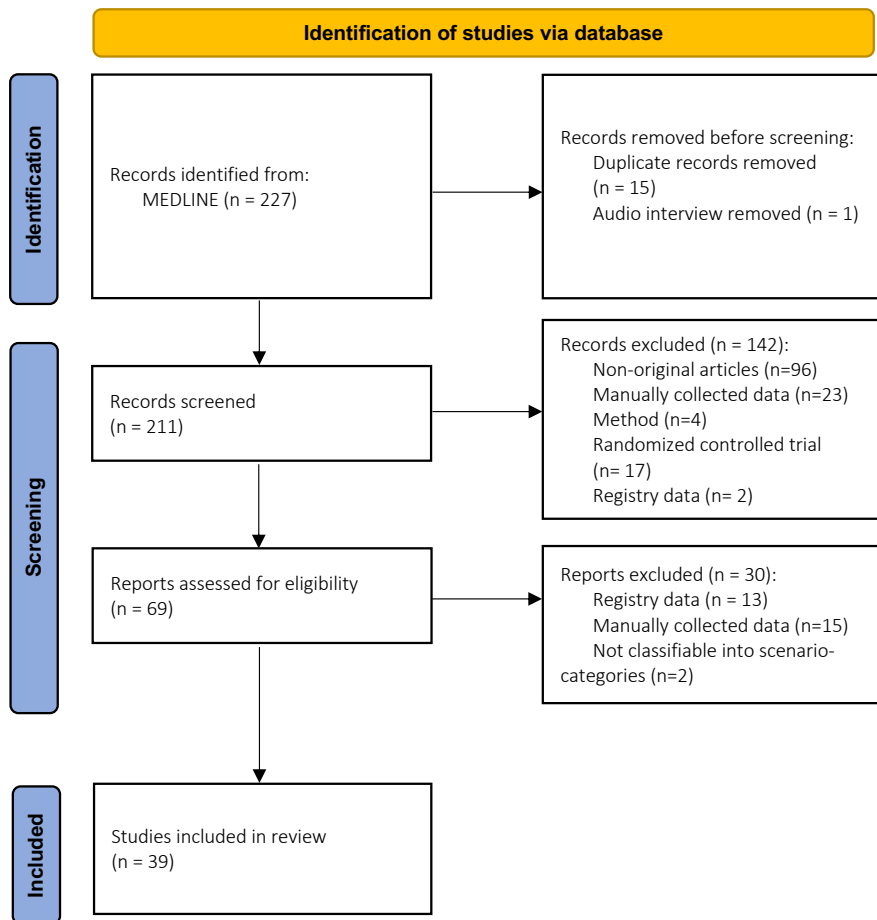 Identification of studies via database
Identification
Records identified from:
MEDLINE (n = 227)
Records removed before screening:
Duplicate records removed
(n = 15)
Audio interview removed (n = 1)
Screening
Records screened
(n = 211)
Records excluded (n = 142):
Non-original articles (n=96)
Manually collected data (n=23)
Method (n=4)
Randomized controlled trial
(n= 17)
Registry data (n= 2)
Reports assessed for eligibility
(n = 69)
Reports excluded (n = 30):
Registry data (n = 13)
Manually collected data (n=15)
Not classifiable into scenario-
categories (n=2)
Included
Studies included in review
(n = 39)